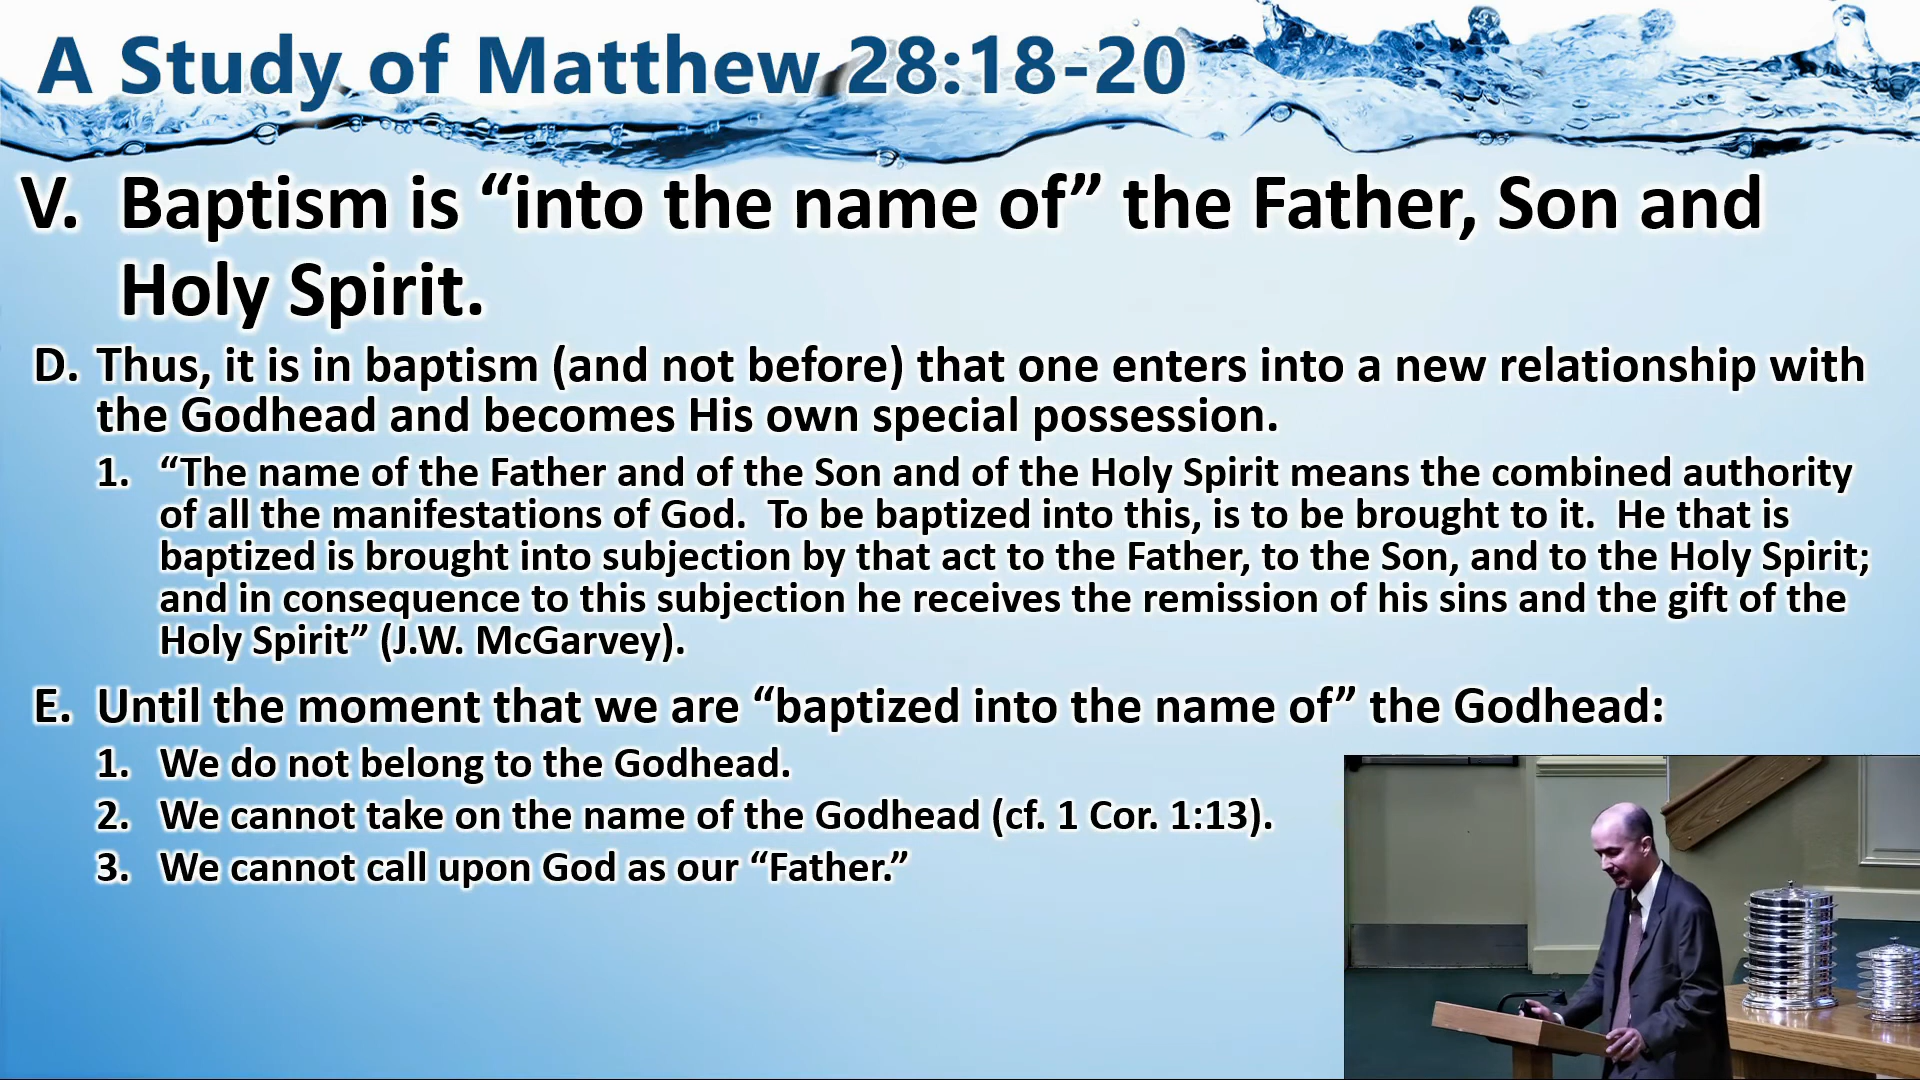 A Study of Matthew 28:18-20
V. Baptism is “into the name of” the Father, Son and
Holy Spirit.
D. Thus, it is in baptism (and not before) that one enters into a new relationship with
the Godhead and becomes His own special possession.
1. “The name of the Father and of the Son and of the Holy Spirit means the combined authority
of all the manifestations of God.  To be baptized into this, is to be brought to it.  He that is
baptized is brought into subjection by that act to the Father, to the Son, and to the Holy Spirit;
and in consequence to this subjection he receives the remission of his sins and the gift of the
Holy Spirit” (J.W. McGarvey).
E. Until the moment that we are “baptized into the name of” the Godhead:
1. We do not belong to the Godhead.
2. We cannot take on the name of the Godhead (cf. 1 Cor. 1:13).
3. We cannot call upon God as our “Father.”